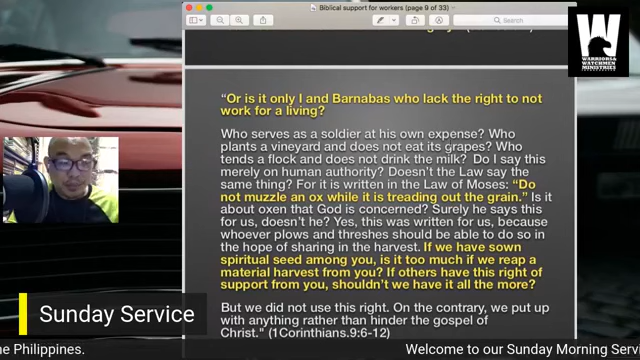 Biblical support for workers (page 9 of 33)
Search
WARRIORS &
WATCHMEN
MINISTRIES
“Or is it only I and Barnabas who lack the right to not
work for a living?
Who serves as a soldier at his own expense? Who
plants a vineyard and does not eat its grapes? Who
tends a flock and does not drink the milk? Do I say this
merely on human authority? Doesn’t the Law say the
same thing? For it is written in the Law of Moses: “Do
not muzzle an ox while it is treading out the grain.” Is it
about oxen that God is concerned? Surely he says this
for us, doesn’t he? Yes, this was written for us, because
whoever plows and threshes should be able to do so in
the hope of sharing in the harvest. If we have sown
spiritual seed among you, is it too much if we reap a
material harvest from you? If others have this right of
support from you, shouldn’t we have it all the more?
But we did not use this right. On the contrary, we put up
with anything rather than hinder the gospel of
Christ.” (1Corinthians.9:6-12)
Sunday Service
he Philippines.
Welcome to our Sunday Morning Servi